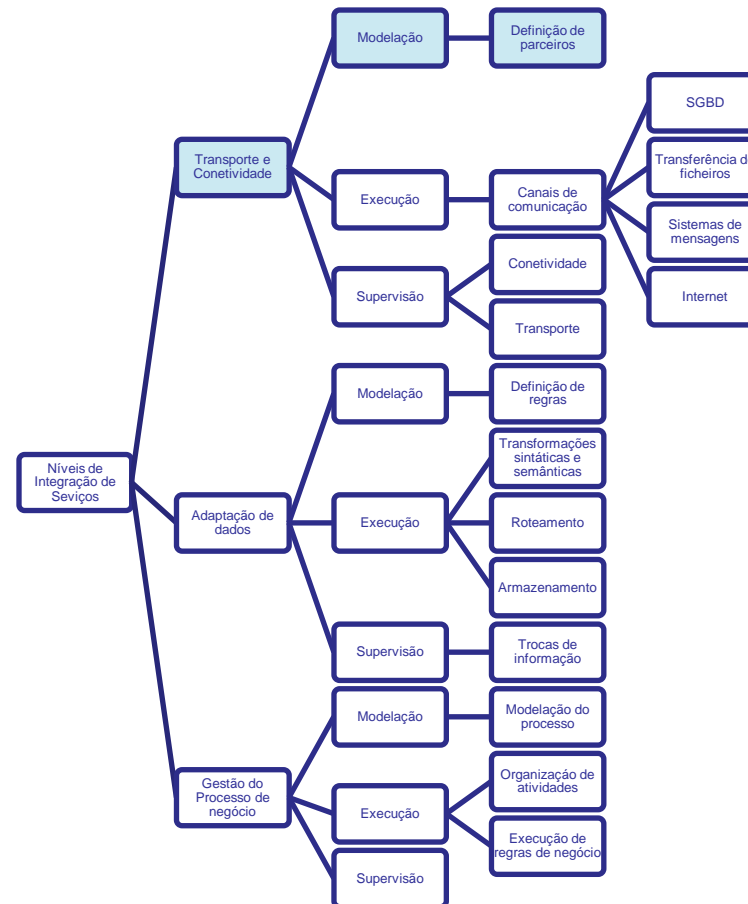 Modelação
Definição de
parceiros
SGBD
Transporte e
Conetividade
Transferência d
ficheiros
Execução
Canais de
comunicação
Sistemas de
mensagens
Conetividade
Internet
Supervisão
Transporte
Modelação
Definição de
regras
Transformações
sintáticas e
semânticas
Níveis de
Integração de
Seviços
Adaptação de
dados
Execução
Roteamento
Armazenamento
Supervisão
Trocas de
informação
Modelação
Modelação do
processo
Gestão do
Processo de
negócio
Organizaçáo de
atividades
Execução
Execução de
regras de negócio
Supervisão